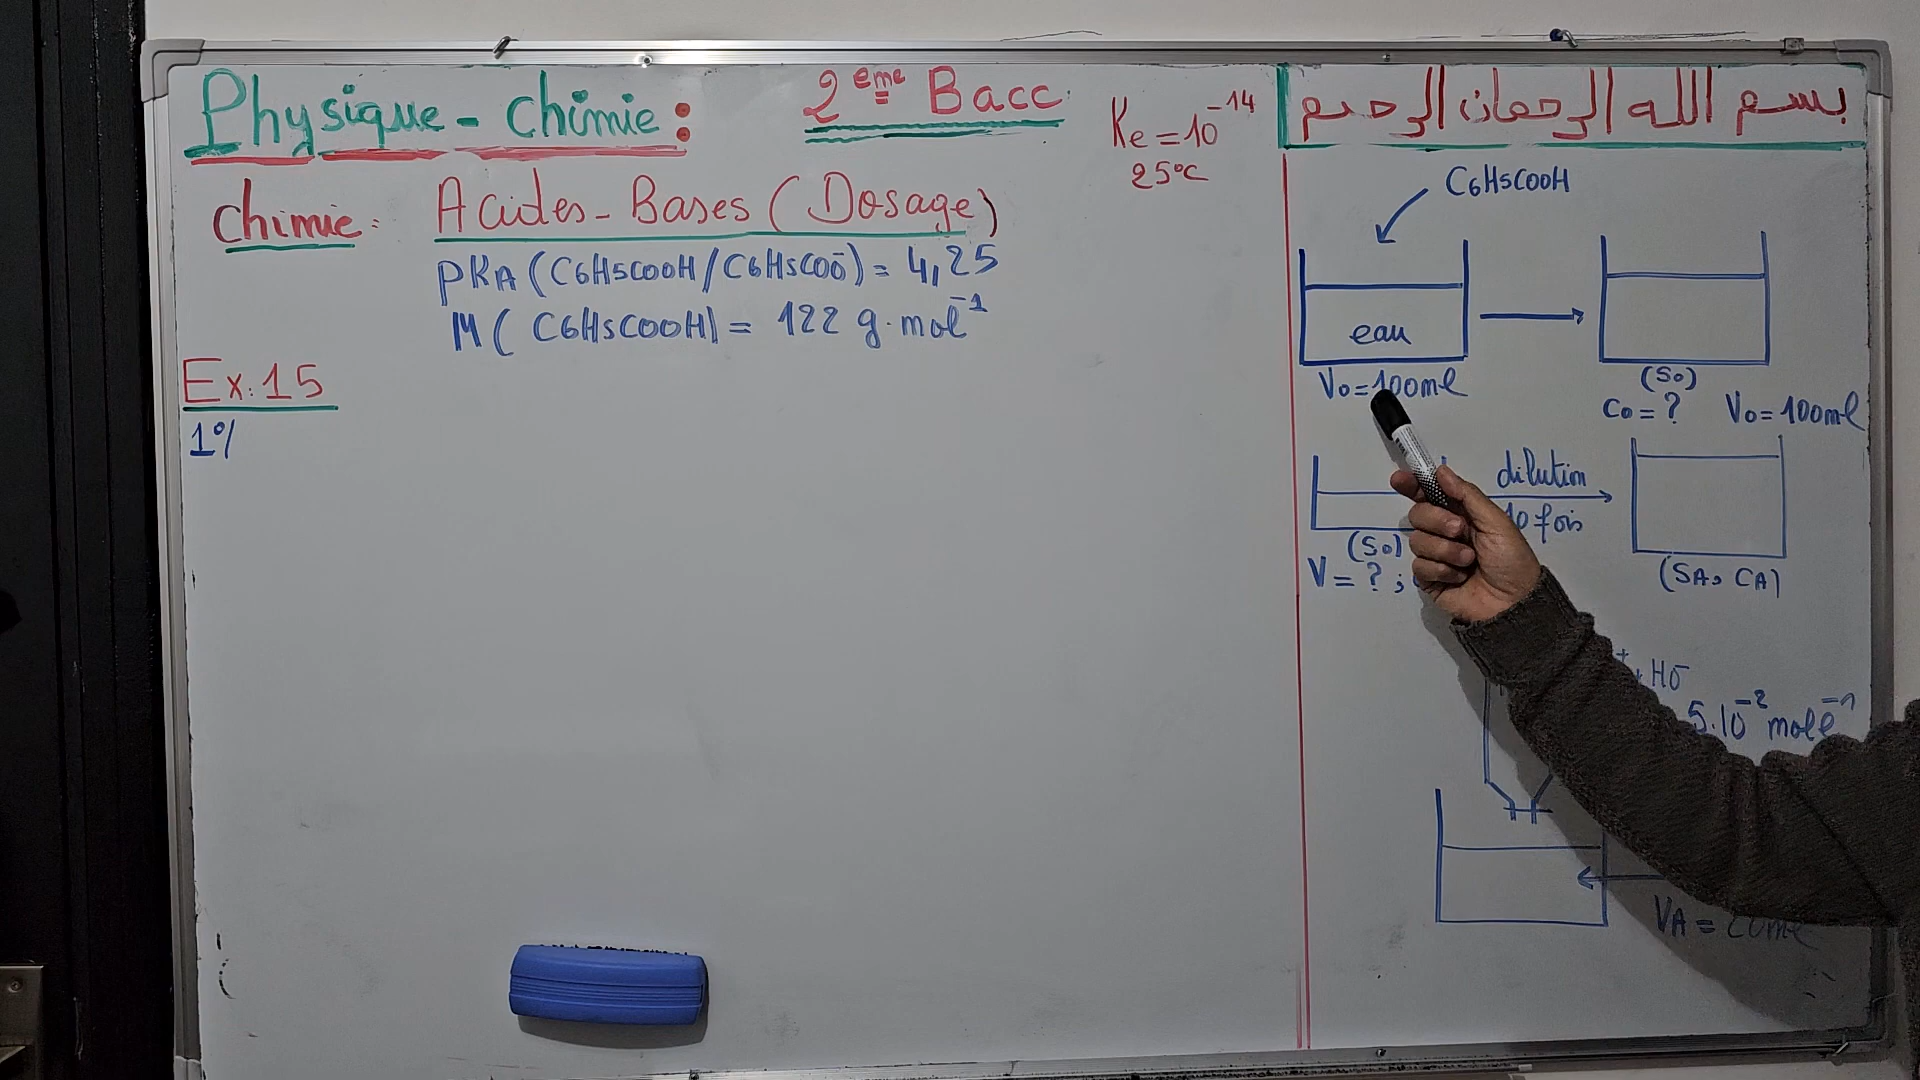 Physique-Chimie:
2ème Bacc
Ke = 10⁻¹⁴
25°C
بسم الله الرحمان الرحيم
Chimie: Acides-Bases (Dosage)
pKA (C6H5COOH/C6H5COO⁻) = 4,25
M(C6H5COOH) = 122 g.mol⁻¹
Ex:15
1°/
C6H5COOH
eau
V0=100ml
(S0)
C0=? V0=100ml
dilution
10 fois
(S0)
V=? ;
(SA, CA)
HO⁻
5.10⁻² mol l⁻¹
VA = 20ml